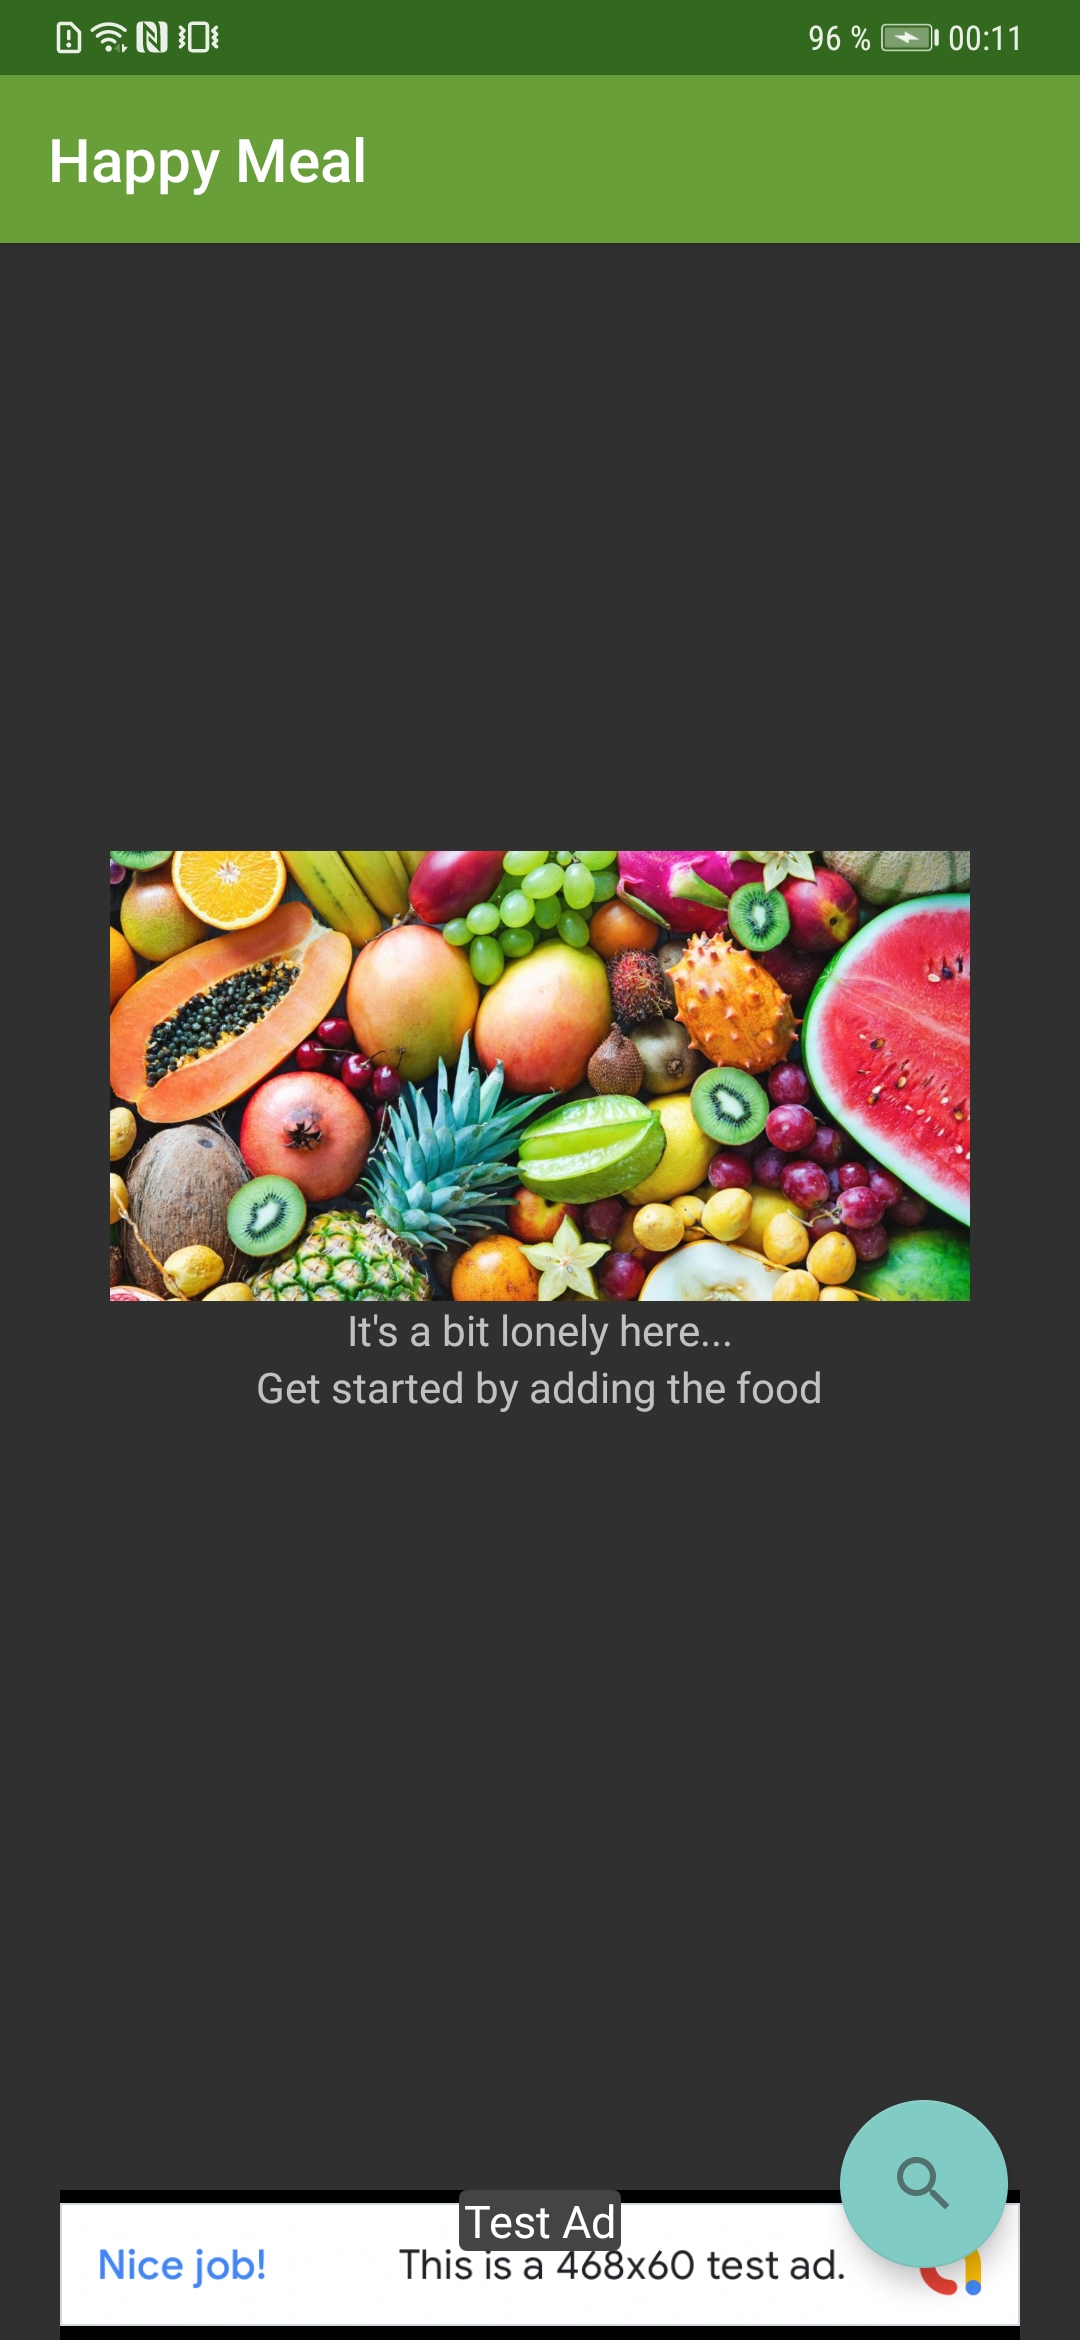 96 % 00:11
Happy Meal
It's a bit lonely here...
Get started by adding the food
Test Ad
Nice job! This is a 468x60 test ad.